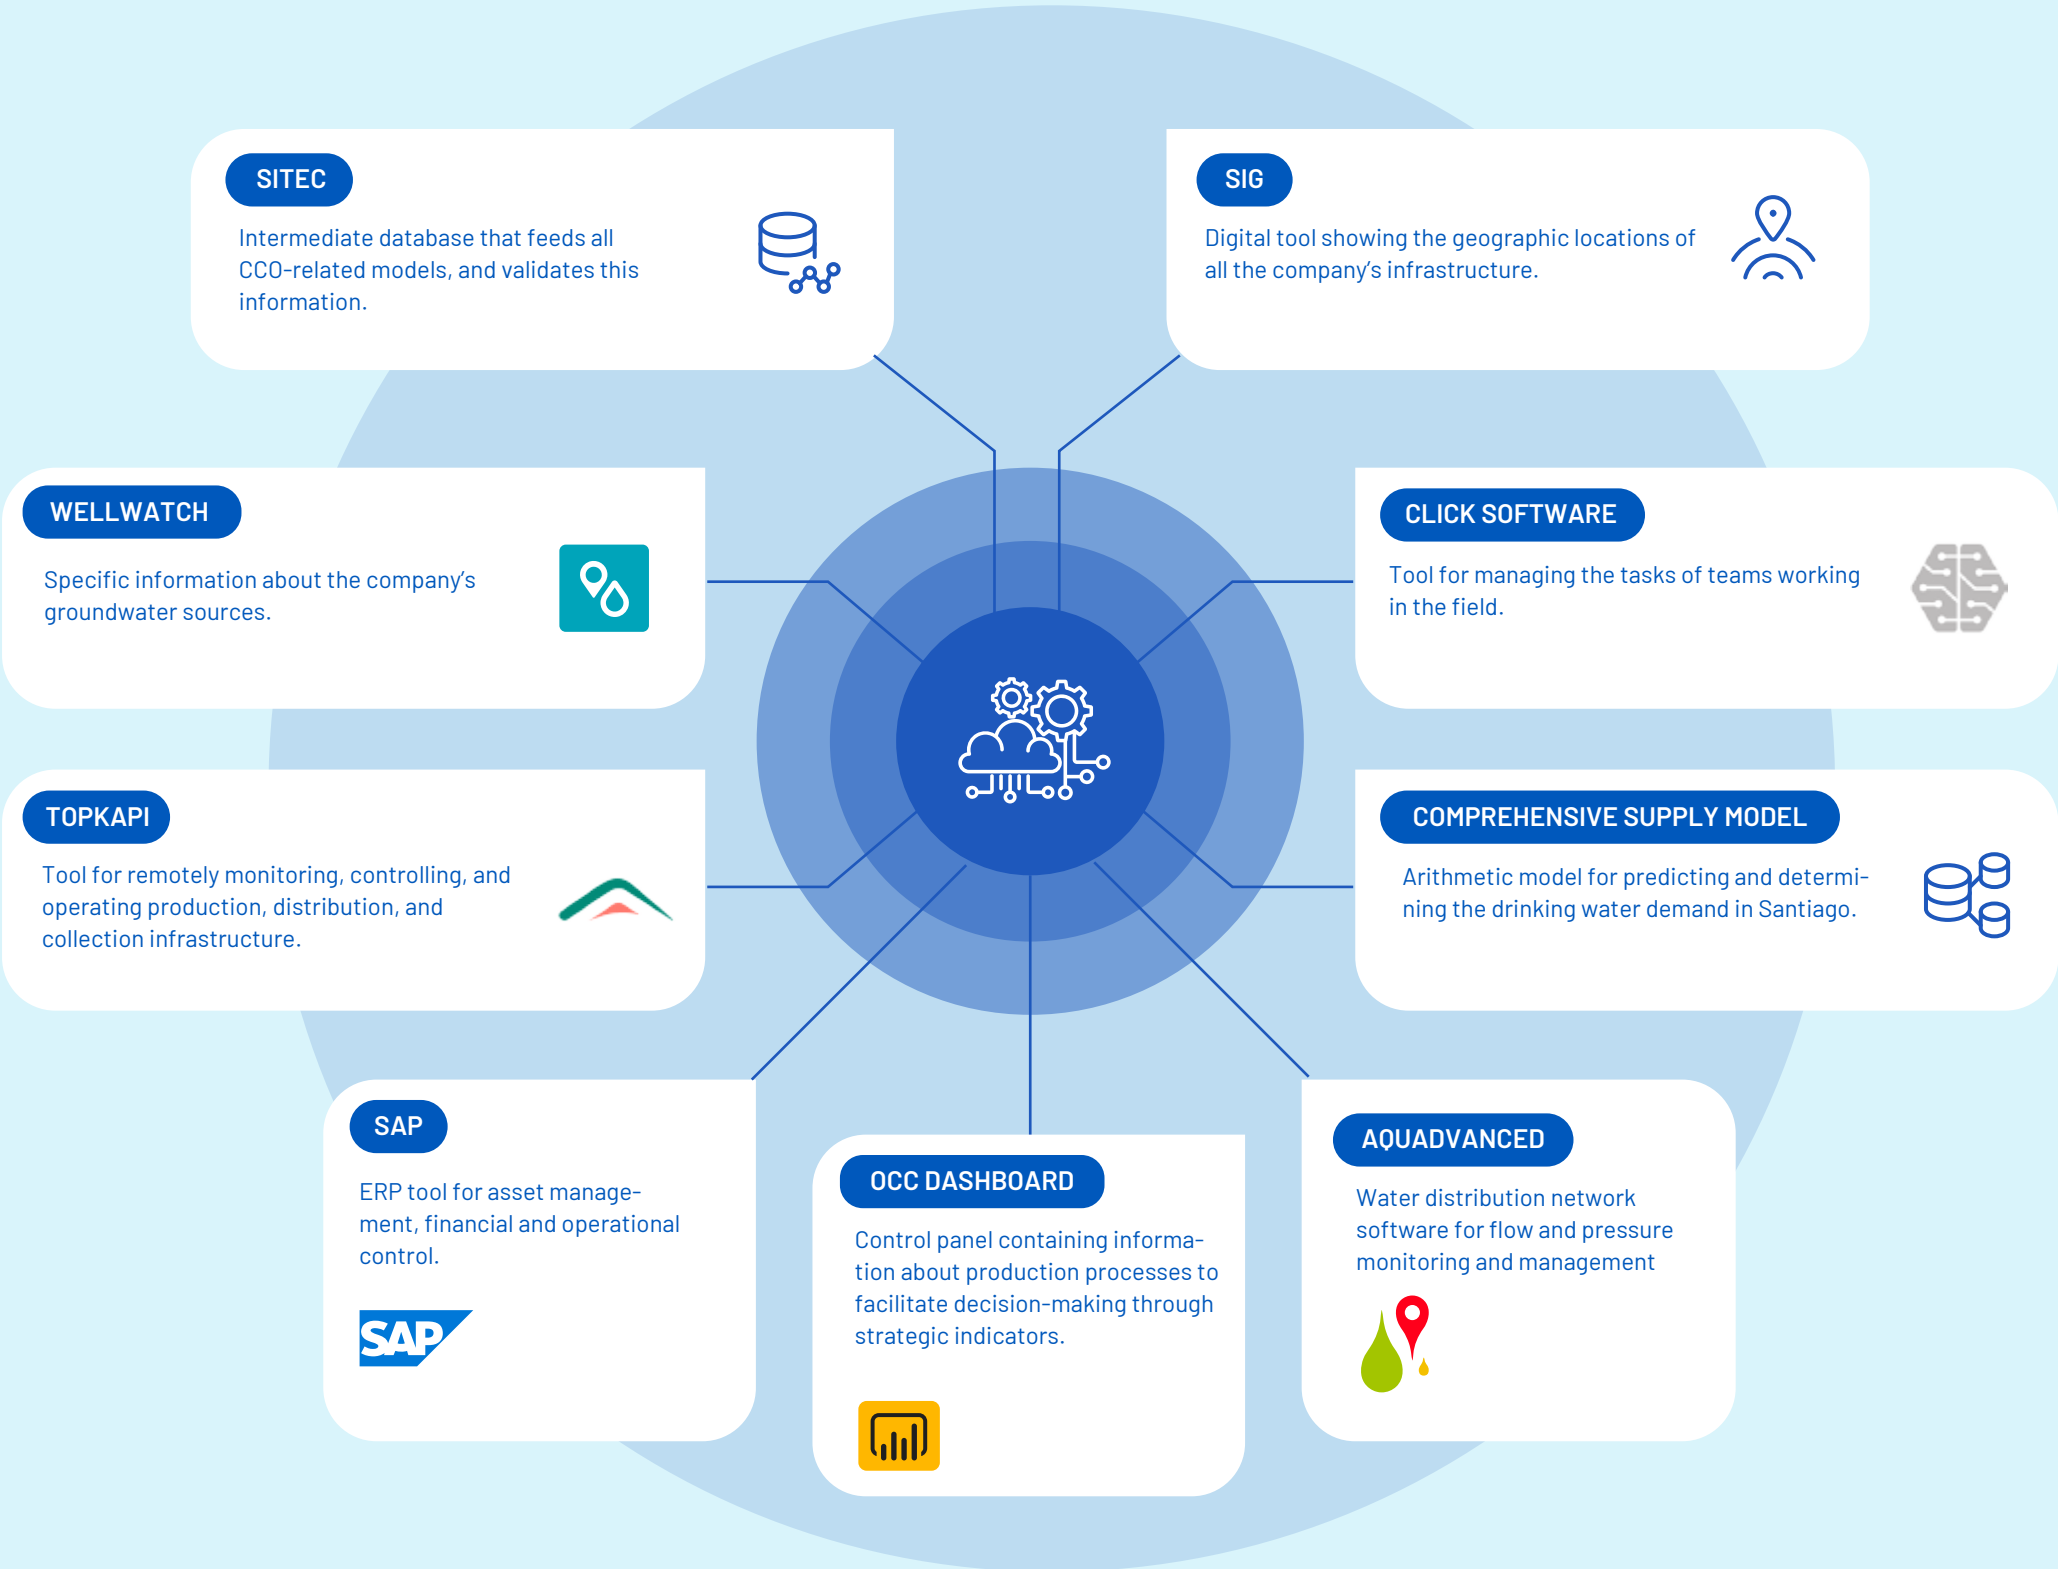 SITEC
Intermediate database that feeds all
CCO-related models, and validates this
information.
SIG
Digital tool showing the geographic locations of
all the company's infrastructure.
WELLWATCH
Specific information about the company's
groundwater sources.
CLICK SOFTWARE
Tool for managing the tasks of teams working
in the field.
TOPKAPI
Tool for remotely monitoring, controlling, and
operating production, distribution, and
collection infrastructure.
COMPREHENSIVE SUPPLY MODEL
Arithmetic model for predicting and determi-
ning the drinking water demand in Santiago.
SAP
ERP tool for asset manage-
ment, financial and operational
control.
SAP
OCC DASHBOARD
Control panel containing informa-
tion about production processes to
facilitate decision-making through
strategic indicators.
AQUADVANCED
Water distribution network
software for flow and pressure
monitoring and management